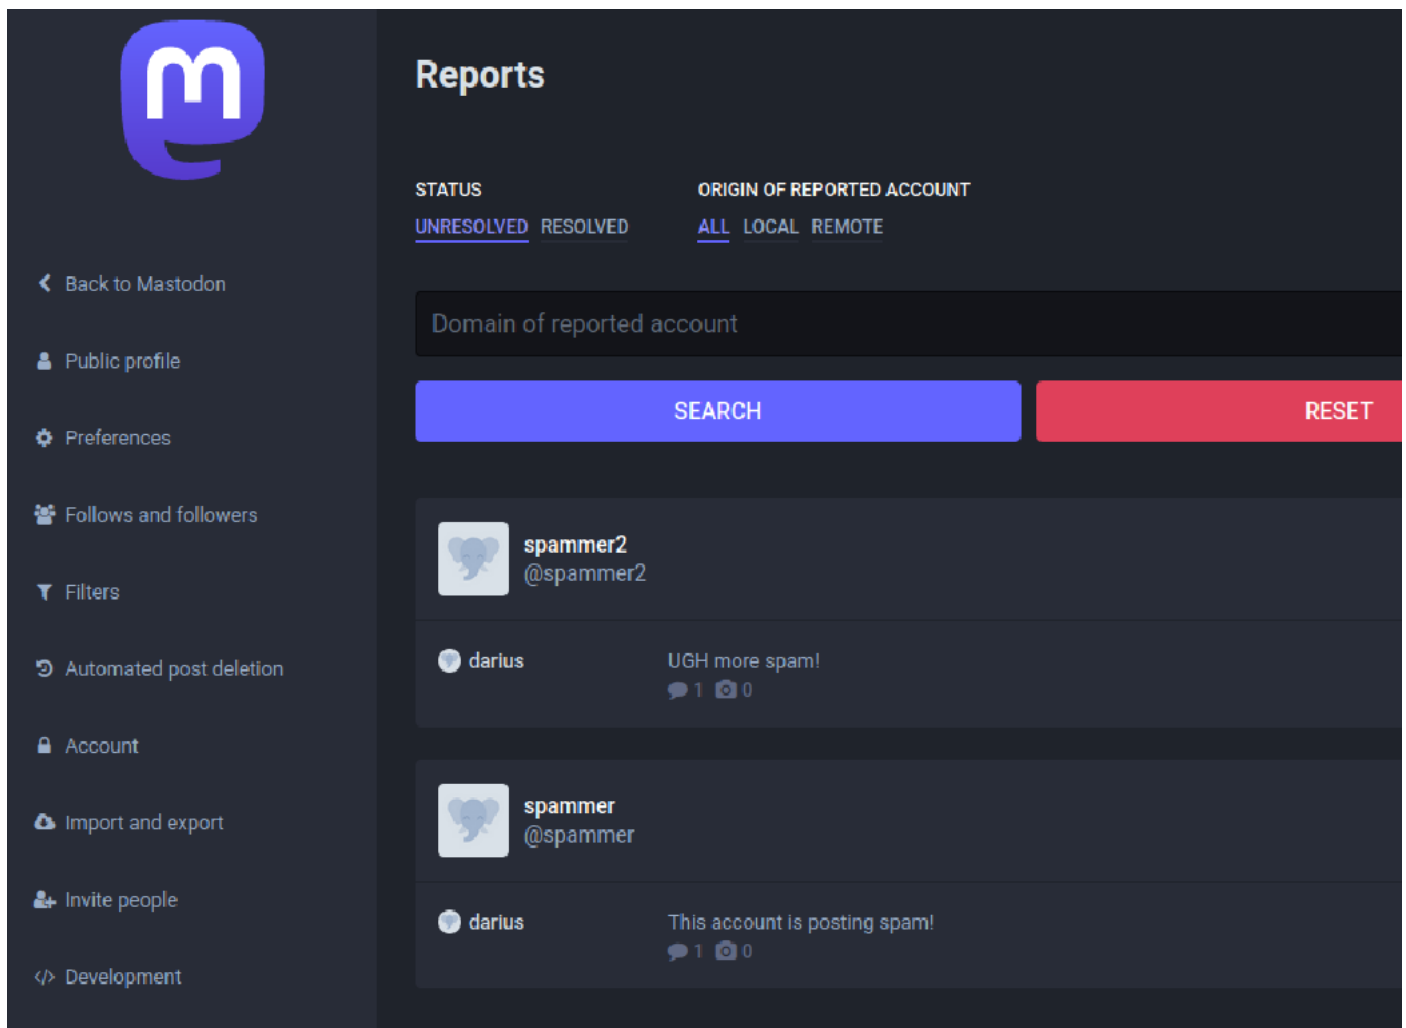 Reports
STATUS
UNRESOLVED RESOLVED
ORIGIN OF REPORTED ACCOUNT
ALL LOCAL REMOTE
Back to Mastodon
Public profile
Preferences
Follows and followers
Filters
Automated post deletion
Account
Import and export
Invite people
Development
Domain of reported account
SEARCH
RESET
spammer2
@spammer2
darius
UGH more spam!
1 0
spammer
@spammer
darius
This account is posting spam!
1 0